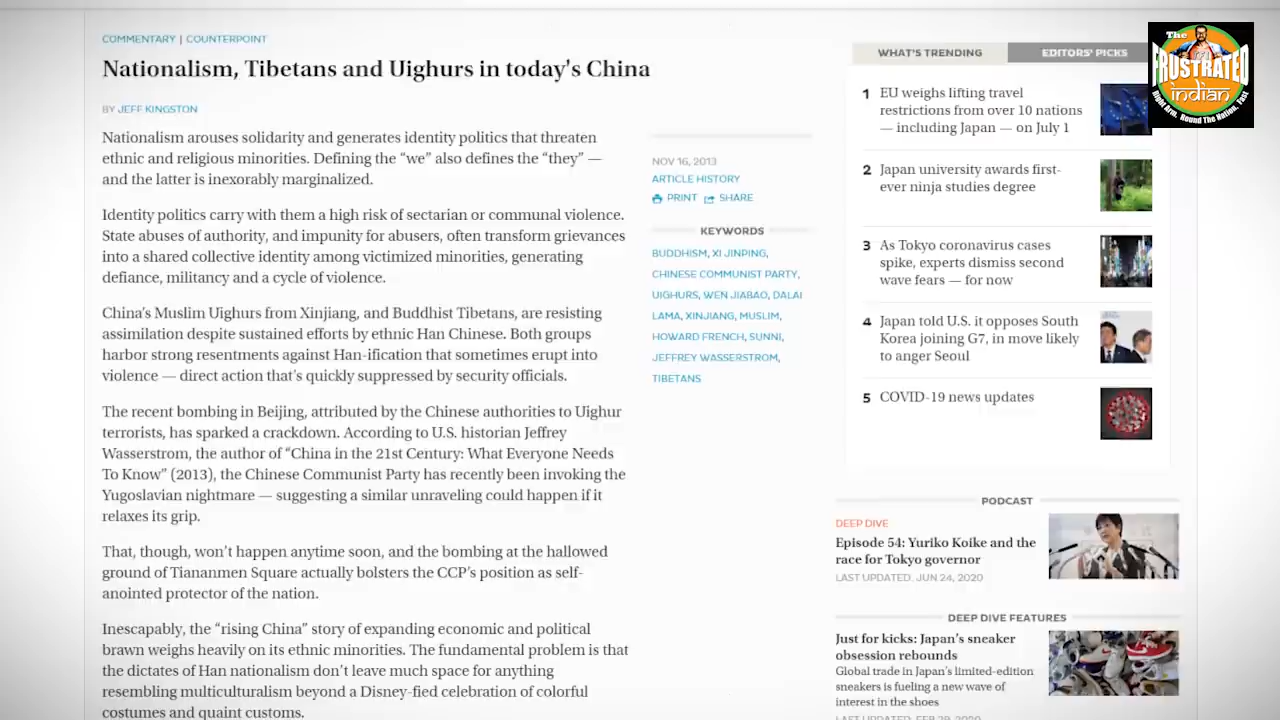 COMMENTARY | COUNTERPOINT
Nationalism, Tibetans and Uighurs in today's China
BY JEFF KINGSTON
Nationalism arouses solidarity and generates identity politics that threaten
ethnic and religious minorities. Defining the “we” also defines the “they” —
and the latter is inexorably marginalized.
Identity politics carry with them a high risk of sectarian or communal violence.
State abuses of authority, and impunity for abusers, often transform grievances
into a shared collective identity among victimized minorities, generating
defiance, militancy and a cycle of violence.
China’s Muslim Uighurs from Xinjiang, and Buddhist Tibetans, are resisting
assimilation despite sustained efforts by ethnic Han Chinese. Both groups
harbor strong resentments against Han-ification that sometimes erupt into
violence — direct action that’s quickly suppressed by security officials.
The recent bombing in Beijing, attributed by the Chinese authorities to Uighur
terrorists, has sparked a crackdown. According to U.S. historian Jeffrey
Wasserstrom, the author of “China in the 21st Century: What Everyone Needs
To Know” (2013), the Chinese Communist Party has recently been invoking the
Yugoslavian nightmare — suggesting a similar unraveling could happen if it
relaxes its grip.
That, though, won’t happen anytime soon, and the bombing at the hallowed
ground of Tiananmen Square actually bolsters the CCP’s position as self-
anointed protector of the nation.
Inescapably, the “rising China” story of expanding economic and political
brawn weighs heavily on its ethnic minorities. The fundamental problem is that
the dictates of Han nationalism don’t leave much space for anything
resembling multiculturalism beyond a Disney-fied celebration of colorful
costumes and quaint customs.
NOV 16, 2013
ARTICLE HISTORY
PRINT SHARE
KEYWORDS
BUDDHISM, XI JINPING,
CHINESE COMMUNIST PARTY,
UIGHURS, WEN JIABAO, DALAI
LAMA, XINJIANG, MUSLIM,
HOWARD FRENCH, SUNNI,
JEFFREY WASSERSTROM,
TIBETANS
WHAT'S TRENDING
EDITORS' PICKS
1 EU weighs lifting travel
restrictions from over 10 nations
— including Japan — on July 1
2 Japan university awards first-
ever ninja studies degree
3 As Tokyo coronavirus cases
spike, experts dismiss second
wave fears — for now
4 Japan told U.S. it opposes South
Korea joining G7, in move likely
to anger Seoul
5 COVID-19 news updates
PODCAST
DEEP DIVE
Episode 54: Yuriko Koike and the
race for Tokyo governor
LAST UPDATED: JUN 24, 2020
DEEP DIVE FEATURES
Just for kicks: Japan’s sneaker
obsession rebounds
Global trade in Japan’s limited-edition
sneakers is fueling a new wave of
interest in the shoes
LAST UPDATED: FEB 29, 2020
The
FRUSTRATED
indian
Right Arm, Round The Nation, Fast